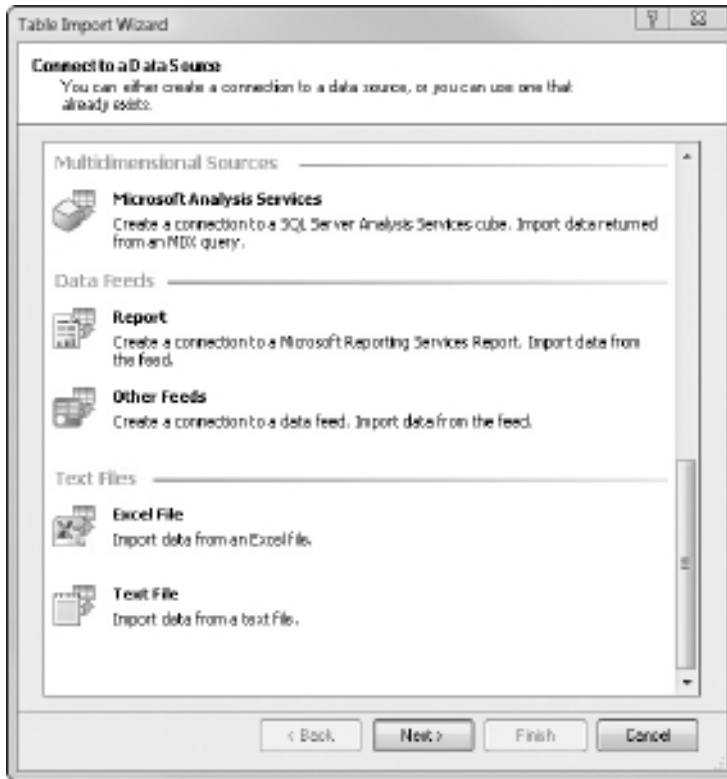 Table Import Wizard
Connect to a Data Source
You can either create a connection to a data source, or you can use one that
already exists.
Multidimensional Sources
Microsoft Analysis Services
Create a connection to a SQL Server Analysis Services cube. Import data returned
from an MDX query.
Data Feeds
Report
Create a connection to a Microsoft Reporting Services Report. Import data from
the feed.
Other Feeds
Create a connection to a data feed. Import data from the feed.
Text Files
Excel File
Import data from an Excel file.
Text File
Import data from a text file.
< Back
Next >
Finish
Cancel